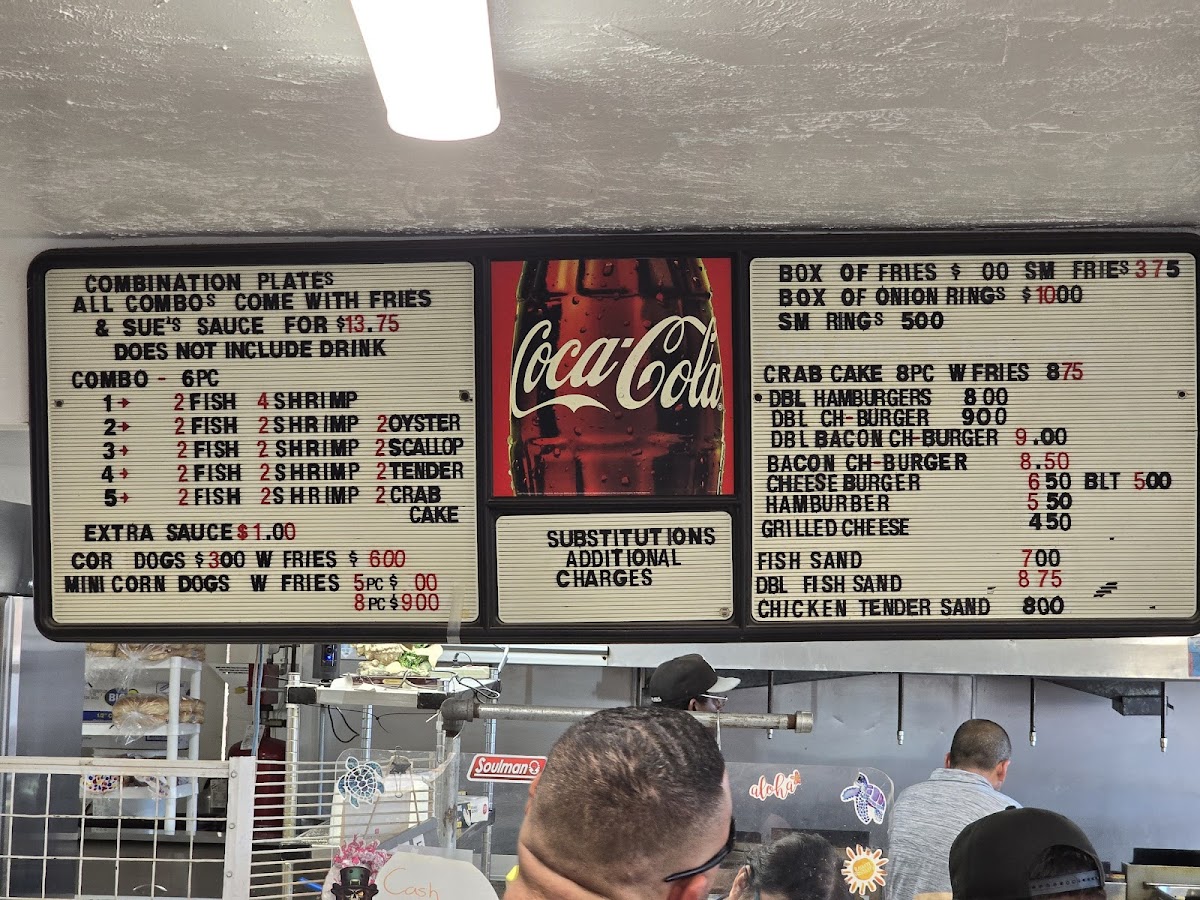 COMBINATION PLATES
ALL COMBOS COME WITH FRIES
& SUE'S SAUCE FOR $13.75
DOES NOT INCLUDE DRINK
COMBO - 6PC
1→ 2 FISH 4 SHRIMP
2→ 2 FISH 2 SHRIMP 2 OYSTER
3→ 2 FISH 2 SHRIMP 2 SCALLOP
4→ 2 FISH 2 SHRIMP 2 TENDER
5→ 2 FISH 2 SHRIMP 2 CRAB
CAKE
EXTRA SAUCE $1.00
COR DOGS $300 W FRIES $ 600
MINI CORN DOGS W FRIES 5PC $ 00
8PC $900
Coca-Cola
SUBSTITUTIONS
ADDITIONAL
CHARGES
BOX OF FRIES $ 00 SM FRIES 375
BOX OF ONION RINGS $1000
SM RINGS 500
CRAB CAKE 8PC W FRIES 875
DBL HAMBURGERS 800
DBL CH-BURGER 900
DBL BACON CH-BURGER 9.00
BACON CH-BURGER 8.50
CHEESE BURGER 650 BLT 500
HAMBURBER 550
GRILLED CHEESE 450
FISH SAND 700
DBL FISH SAND 875
CHICKEN TENDER SAND 800
Soulman
aloha
Cash